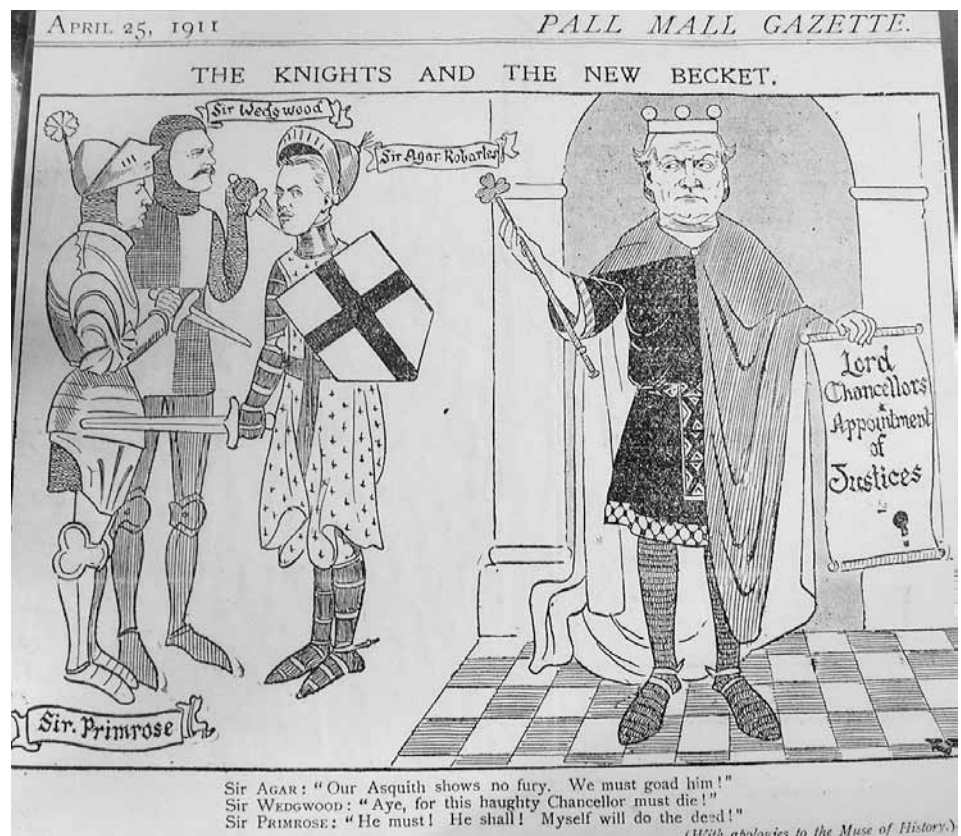 APRIL 25, 1911 PALL MALL GAZETTE.
THE KNIGHTS AND THE NEW BECKET.
Sir Wedgwood
Sir Agar Robartes
Lord
Chancellors
&
Appointment
of
Justices
Sir. Primrose
Sir AGAR: "Our Asquith shows no fury. We must goad him!"
Sir WEDGWOOD: "Aye, for this haughty Chancellor must die!"
Sir PRIMROSE: "He must! He shall! Myself will do the deed!"
(With apologies to the Muse of History.)